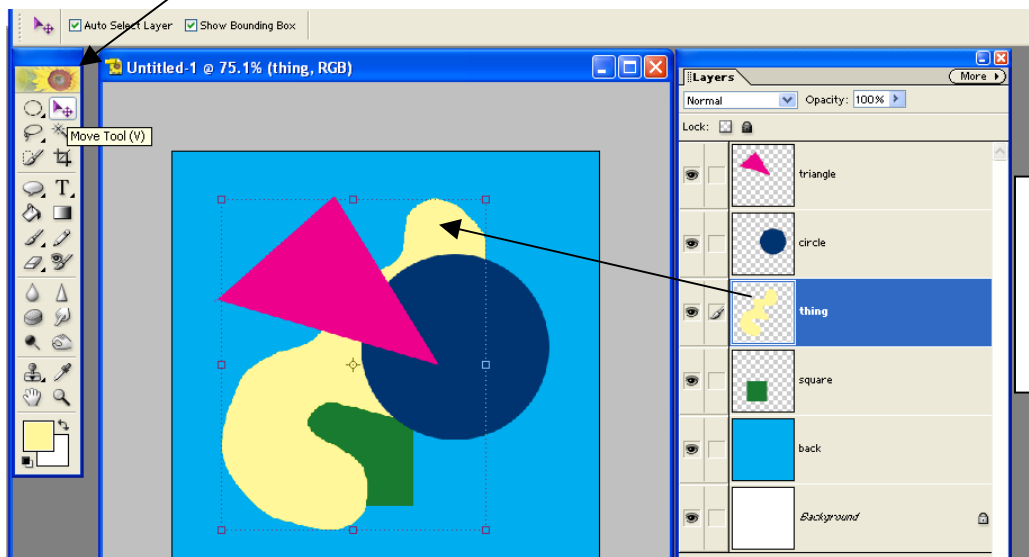 Auto Select Layer Show Bounding Box
Untitled-1 @ 75.1% (thing, RGB)
Layers
More
Normal Opacity: 100%
Lock:
Move Tool (V)
T
triangle
circle
thing
square
back
Background